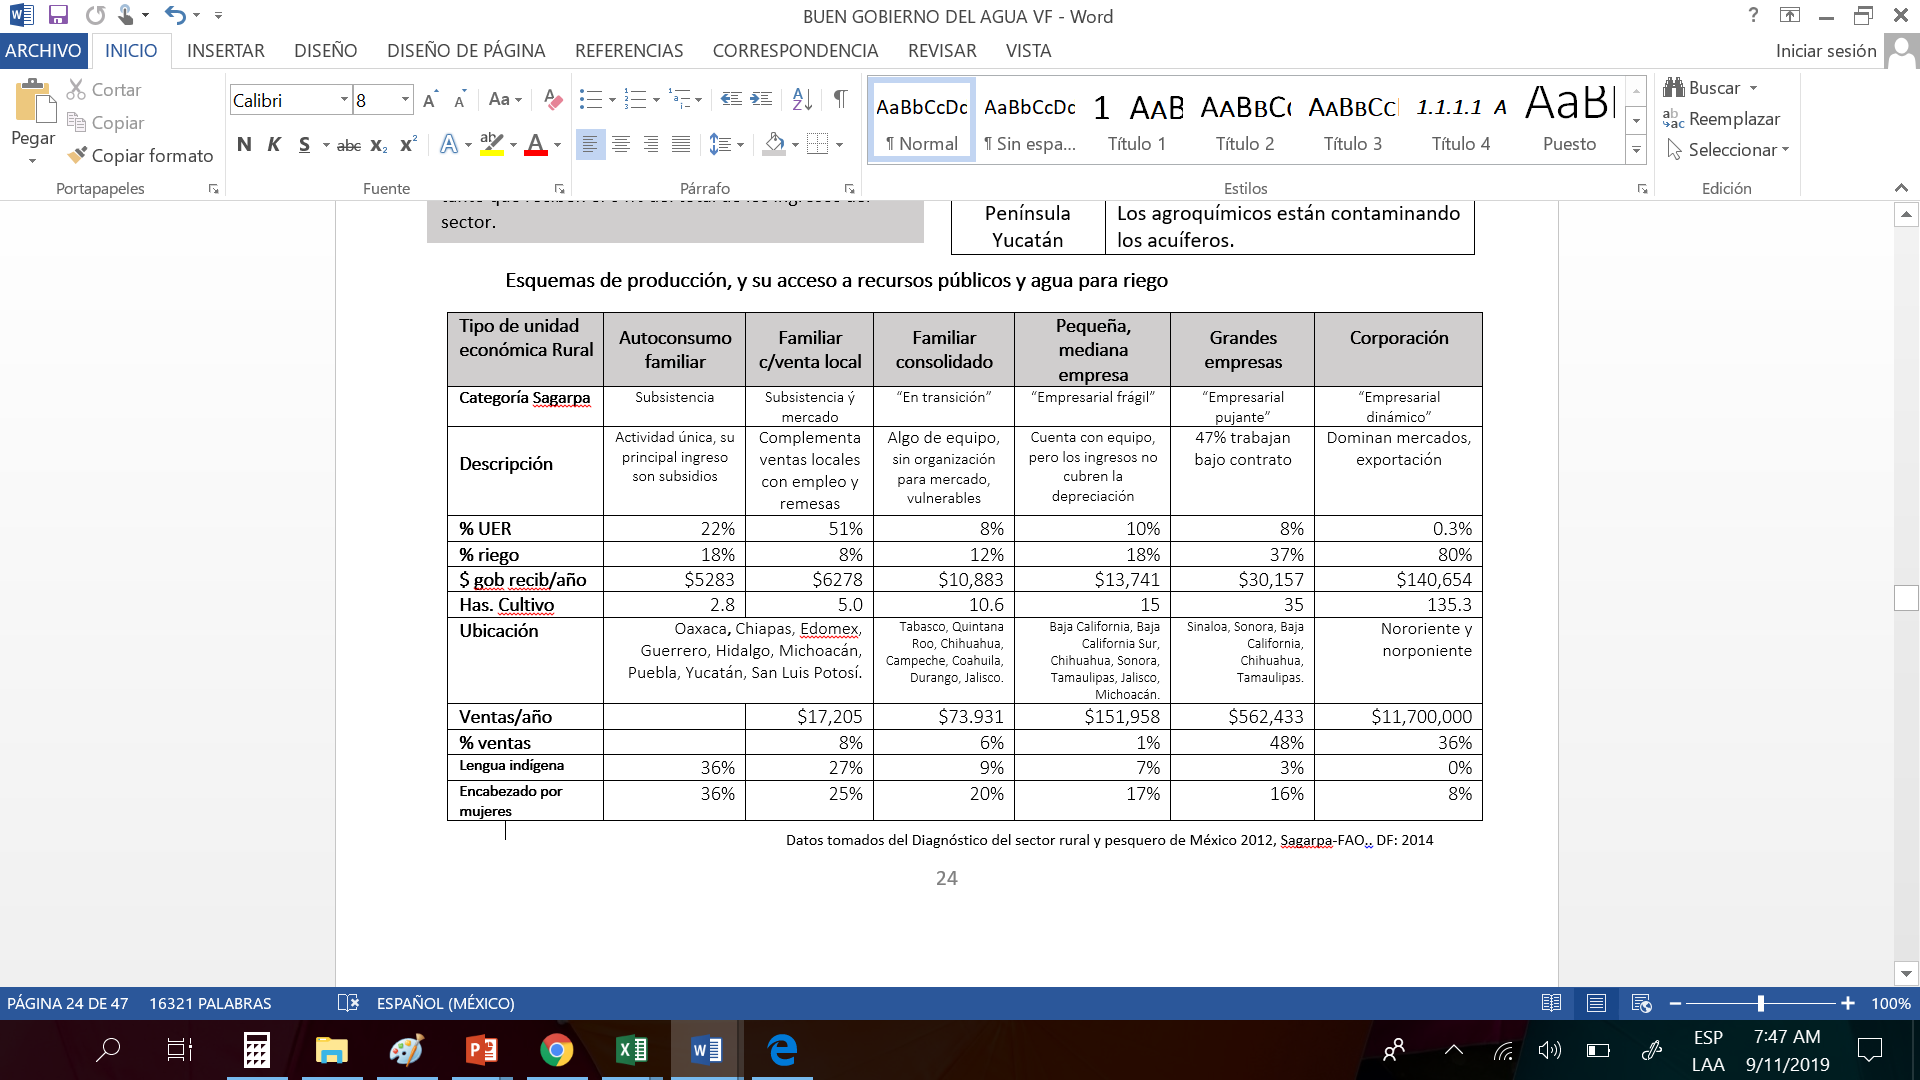 BUEN GOBIERNO DEL AGUA VF - Word
ARCHIVO INICIO INSERTAR DISEÑO DISEÑO DE PÁGINA REFERENCIAS CORRESPONDENCIA REVISAR VISTA Iniciar sesión
Pegar
Cortar
Copiar
Copiar formato
Portapapeles
Calibri 8
N K S abc x₂ x²
Aa
Fuente
Párrafo
AaBbCcDc AaBbCcDc 1 AAB AABBC AABBCC 1.1.1.1 A AaBl
¶ Normal ¶ Sin espa... Título 1 Título 2 Título 3 Título 4 Puesto
Estilos
Buscar
Reemplazar
Seleccionar
Edición
sector.
Península Yucatán Los agroquímicos están contaminando los acuíferos.
Esquemas de producción, y su acceso a recursos públicos y agua para riego
Tipo de unidad económica Rural Autoconsumo familiar Familiar c/venta local Familiar consolidado Pequeña, mediana empresa Grandes empresas Corporación
Categoría Sagarpa Subsistencia Subsistencia ý mercado “En transición” “Empresarial frágil” “Empresarial pujante” “Empresarial dinámico”
Descripción Actividad única, su principal ingreso son subsidios Complementa ventas locales con empleo y remesas Algo de equipo, sin organización para mercado, vulnerables Cuenta con equipo, pero los ingresos no cubren la depreciación 47% trabajan bajo contrato Dominan mercados, exportación
% UER 22% 51% 8% 10% 8% 0.3%
% riego 18% 8% 12% 18% 37% 80%
$ gob recib/año $5283 $6278 $10,883 $13,741 $30,157 $140,654
Has. Cultivo 2.8 5.0 10.6 15 35 135.3
Ubicación Oaxaca, Chiapas, Edomex, Guerrero, Hidalgo, Michoacán, Puebla, Yucatán, San Luis Potosí. Tabasco, Quintana Roo, Chihuahua, Campeche, Coahuila, Durango, Jalisco. Baja California, Baja California Sur, Chihuahua, Sonora, Tamaulipas, Jalisco, Michoacán. Sinaloa, Sonora, Baja California, Chihuahua, Tamaulipas. Nororiente y norponiente
Ventas/año $17,205 $73.931 $151,958 $562,433 $11,700,000
% ventas 8% 6% 1% 48% 36%
Lengua indígena 36% 27% 9% 7% 3% 0%
Encabezado por mujeres 36% 25% 20% 17% 16% 8%
Datos tomados del Diagnóstico del sector rural y pesquero de México 2012, Sagarpa-FAO,. DF: 2014
24
PÁGINA 24 DE 47 16321 PALABRAS ESPAÑOL (MÉXICO) 100%
ESP LAA
7:47 AM
9/11/2019